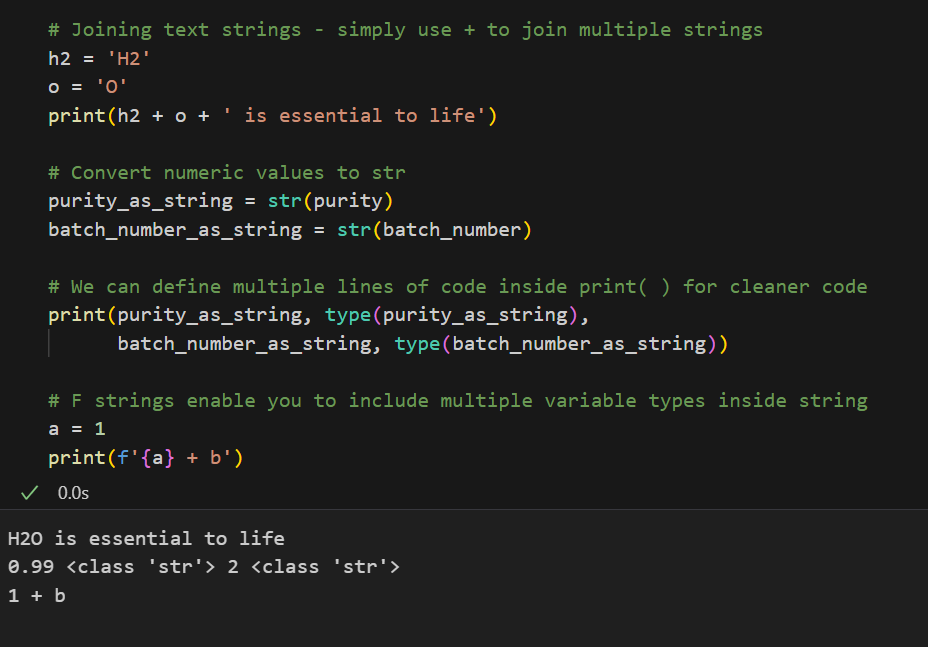 # Joining text strings - simply use + to join multiple strings
h2 = 'H2'
o = 'O'
print(h2 + o + ' is essential to life')
# Convert numeric values to str
purity_as_string = str(purity)
batch_number_as_string = str(batch_number)
# We can define multiple lines of code inside print( ) for cleaner code
print(purity_as_string, type(purity_as_string),
batch_number_as_string, type(batch_number_as_string))
# F strings enable you to include multiple variable types inside string
a = 1
print(f'{a} + b')
0.0s
H2O is essential to life
0.99 <class 'str'> 2 <class 'str'>
1 + b